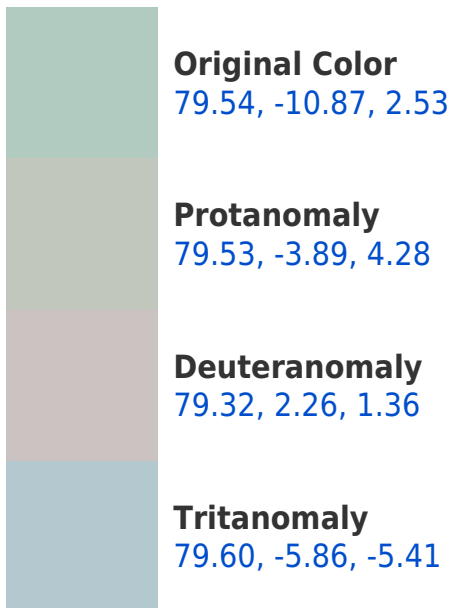 Original Color
79.54, -10.87, 2.53
Protanomaly
79.53, -3.89, 4.28
Deuteranomaly
79.32, 2.26, 1.36
Tritanomaly
79.60, -5.86, -5.41